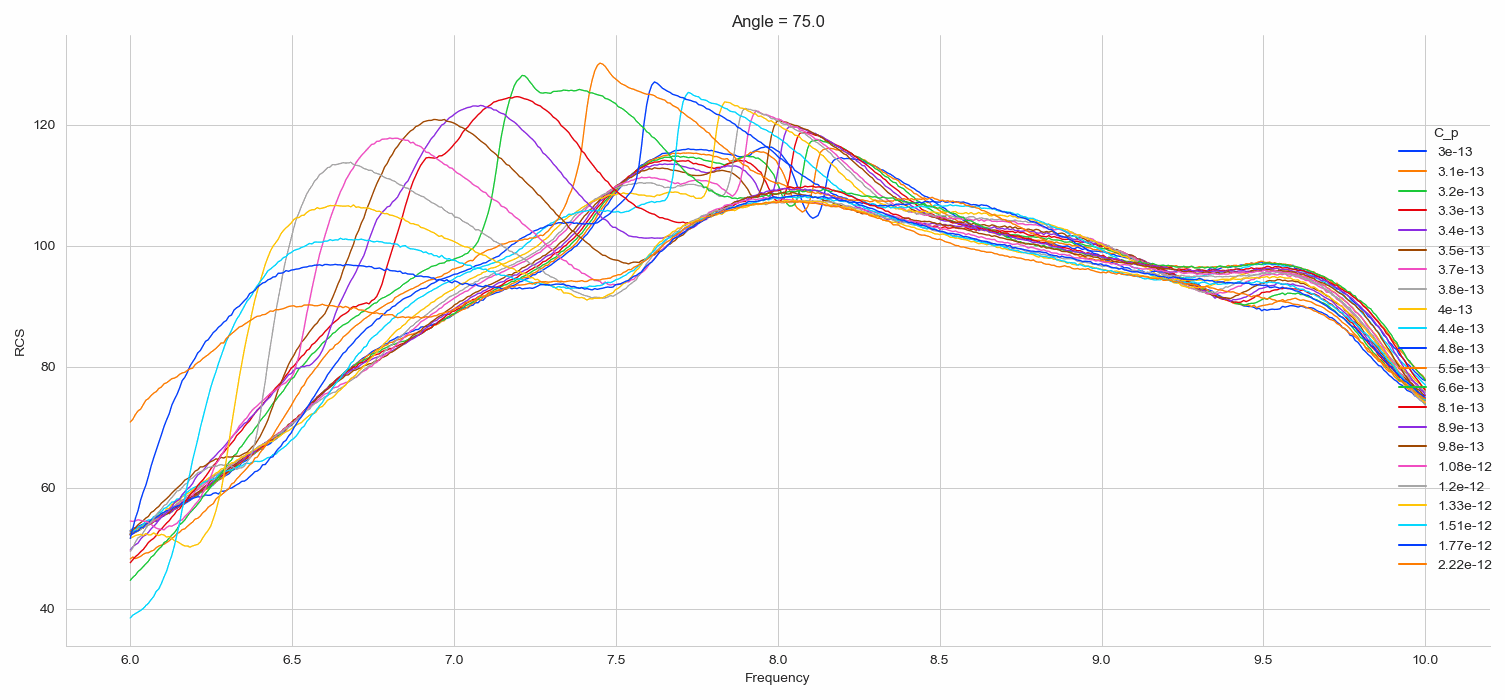 Angle = 75.0
RCS
120
100
80
60
40
6.0 6.5 7.0 7.5 8.0 8.5 9.0 9.5 10.0
Frequency
C_p
3e-13
3.1e-13
3.2e-13
3.3e-13
3.4e-13
3.5e-13
3.7e-13
3.8e-13
4e-13
4.4e-13
4.8e-13
5.5e-13
6.6e-13
8.1e-13
8.9e-13
9.8e-13
1.08e-12
1.2e-12
1.33e-12
1.51e-12
1.77e-12
2.22e-12